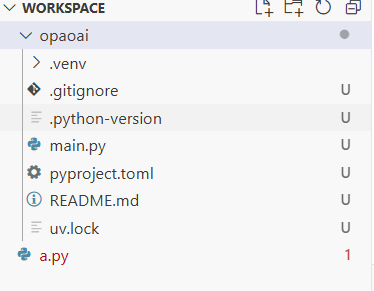 WORKSPACE
opaoai
.venv
.gitignore U
.python-version U
main.py U
pyproject.toml U
README.md U
uv.lock U
a.py 1